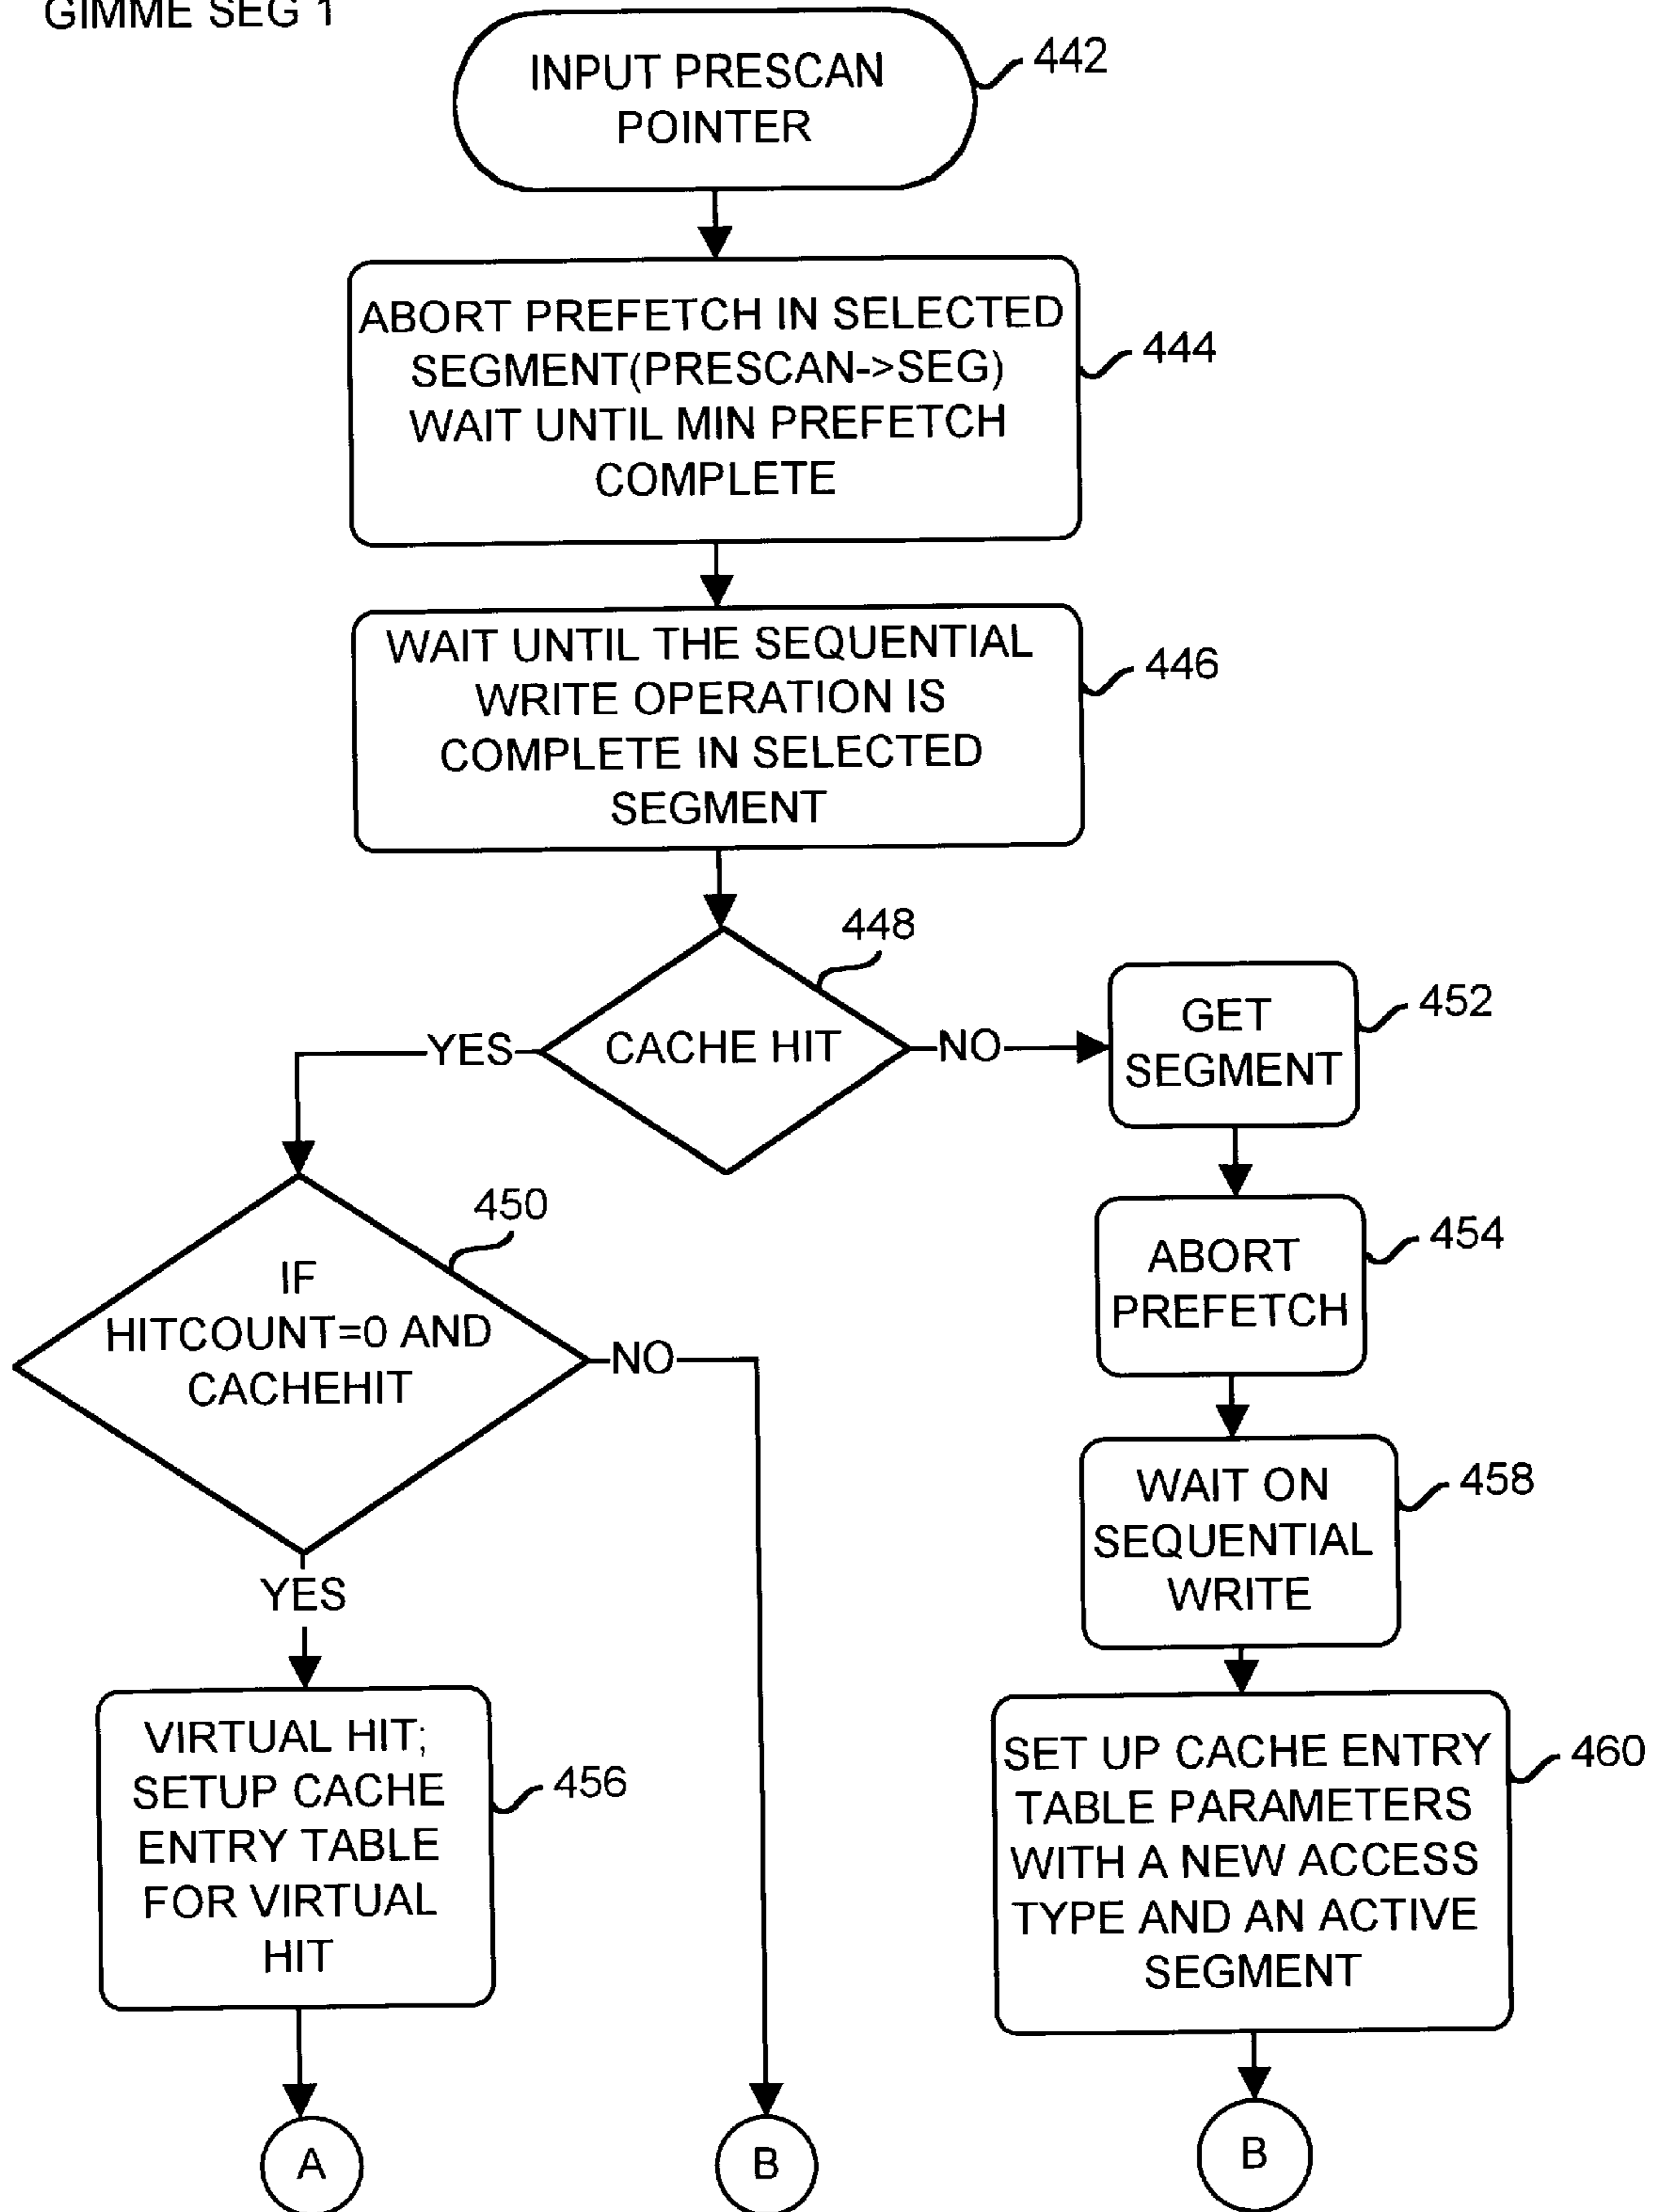 GIMME SEG 1
INPUT PRESCAN
POINTER
442
ABORT PREFETCH IN SELECTED
SEGMENT(PRESCAN->SEG)
WAIT UNTIL MIN PREFETCH
COMPLETE
444
WAIT UNTIL THE SEQUENTIAL
WRITE OPERATION IS
COMPLETE IN SELECTED
SEGMENT
446
448
CACHE HIT
YES
NO
GET
SEGMENT
452
450
IF
HITCOUNT=0 AND
CACHEHIT
NO
YES
ABORT
PREFETCH
454
WAIT ON
SEQUENTIAL
WRITE
458
VIRTUAL HIT;
SETUP CACHE
ENTRY TABLE
FOR VIRTUAL
HIT
456
SET UP CACHE ENTRY
TABLE PARAMETERS
WITH A NEW ACCESS
TYPE AND AN ACTIVE
SEGMENT
460
A
B
B